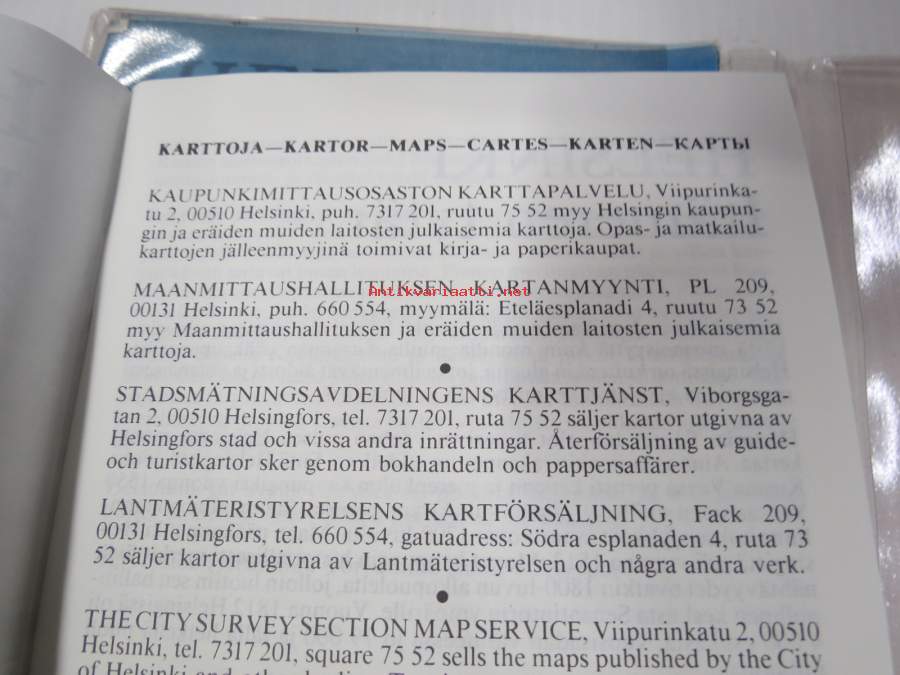 KARTTOJA—KARTOR—MAPS—CARTES—KARTEN—КАРТЫ
KAUPUNKIMITTAUSOSASTON KARTTAPALVELU, Viipurinka-
tu 2, 00510 Helsinki, puh. 7317 201, ruutu 75 52 myy Helsingin kaupun-
gin ja eräiden muiden laitosten julkaisemia karttoja. Opas- ja matkailu-
karttojen jälleenmyyjinä toimivat kirja- ja paperikaupat.
MAANMITTAUSHALLITUKSEN KARTANMYYNTI, PL 209,
Antikvariaatti.net
00131 Helsinki, puh. 660 554, myymälä: Eteläesplanadi 4, ruutu 73 52
myy Maanmittaushallituksen ja eräiden muiden laitosten julkaisemia
karttoja.
STADSMÄTNINGSAVDELNINGENS KARTTJÄNST, Viborgsga-
tan 2, 00510 Helsingfors, tel. 7317 201, ruta 75 52 säljer kartor utgivna av
Helsingfors stad och vissa andra inrättningar. Återförsäljning av guide-
och turistkartor sker genom bokhandeln och pappersaffärer.
LANTMÄTERISTYRELSENS KARTFÖRSÄLJNING, Fack 209,
00131 Helsingfors, tel. 660 554, gatuadress: Södra esplanaden 4, ruta 73
52 säljer kartor utgivna av Lantmäteristyrelsen och några andra verk.
THE CITY SURVEY SECTION MAP SERVICE, Viipurinkatu 2, 00510
Helsinki, tel. 7317 201, square 75 52 sells the maps published by the City
of Helsinki and other